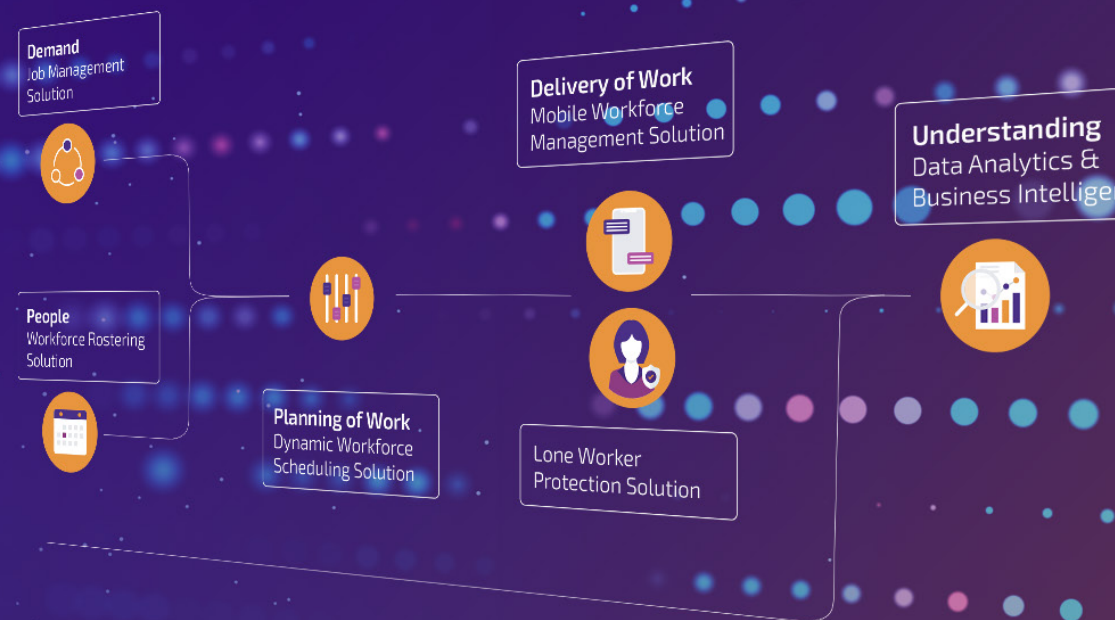 Demand
Job Management
Solution
People
Workforce Rostering
Solution
Planning of Work
Dynamic Workforce
Scheduling Solution
Delivery of Work
Mobile Workforce
Management Solution
Lone Worker
Protection Solution
Understanding
Data Analytics &
Business